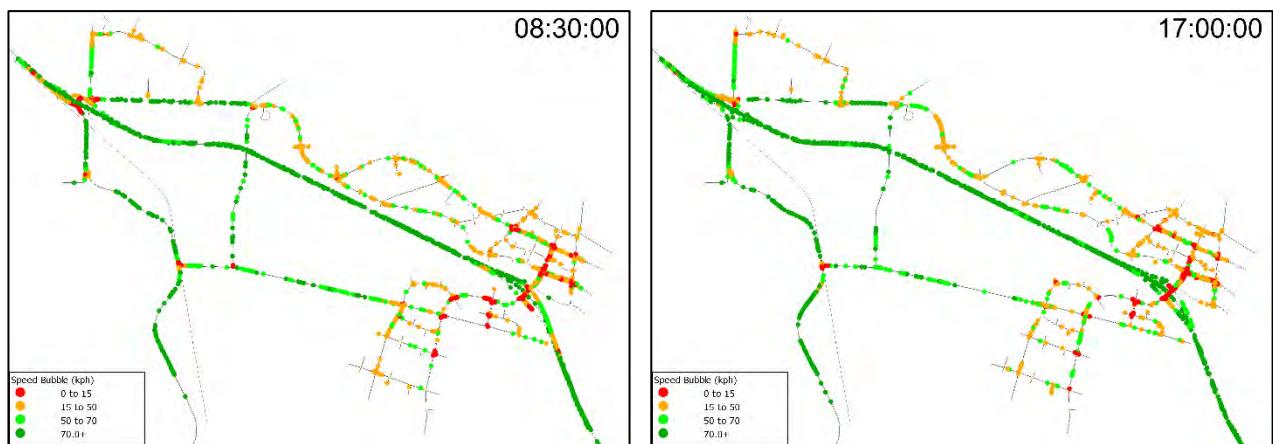 08:30:00
Speed Bubble (kph)
0 to 15
15 to 50
50 to 70
70.0+
17:00:00
Speed Bubble (kph)
0 to 15
15 to 50
50 to 70
70.0+